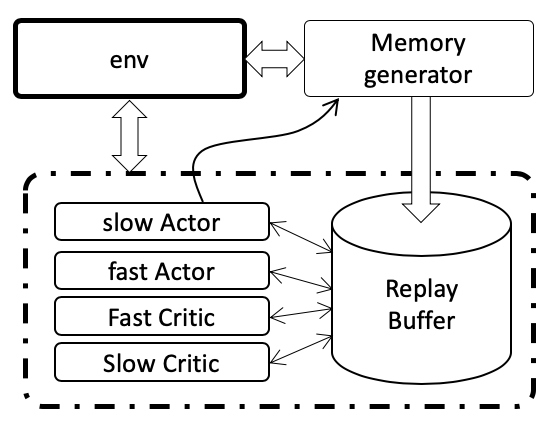 env
Memory
generator
slow Actor
fast Actor
Fast Critic
Slow Critic
Replay
Buffer